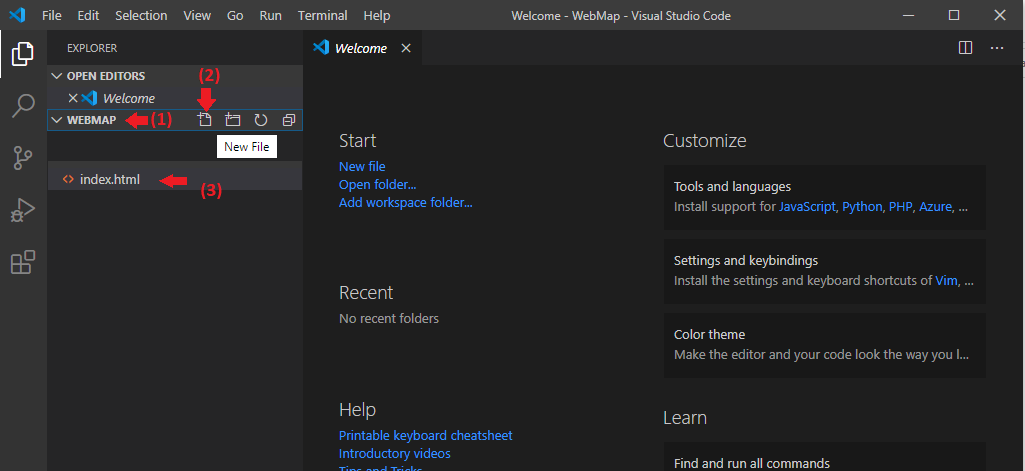 File Edit Selection View Go Run Terminal Help Welcome - WebMap - Visual Studio Code
EXPLORER
Welcome
OPEN EDITORS
(2)
Welcome
WEBMAP
(1)
New File
index.html
(3)
Start
New file
Open folder...
Add workspace folder...
Recent
No recent folders
Help
Printable keyboard cheatsheet
Introductory videos
Tips and Tricks
Customize
Tools and languages
Install support for JavaScript, Python, PHP, Azure, ...
Settings and keybindings
Install the settings and keyboard shortcuts of Vim, ...
Color theme
Make the editor and your code look the way you l...
Learn
Find and run all commands